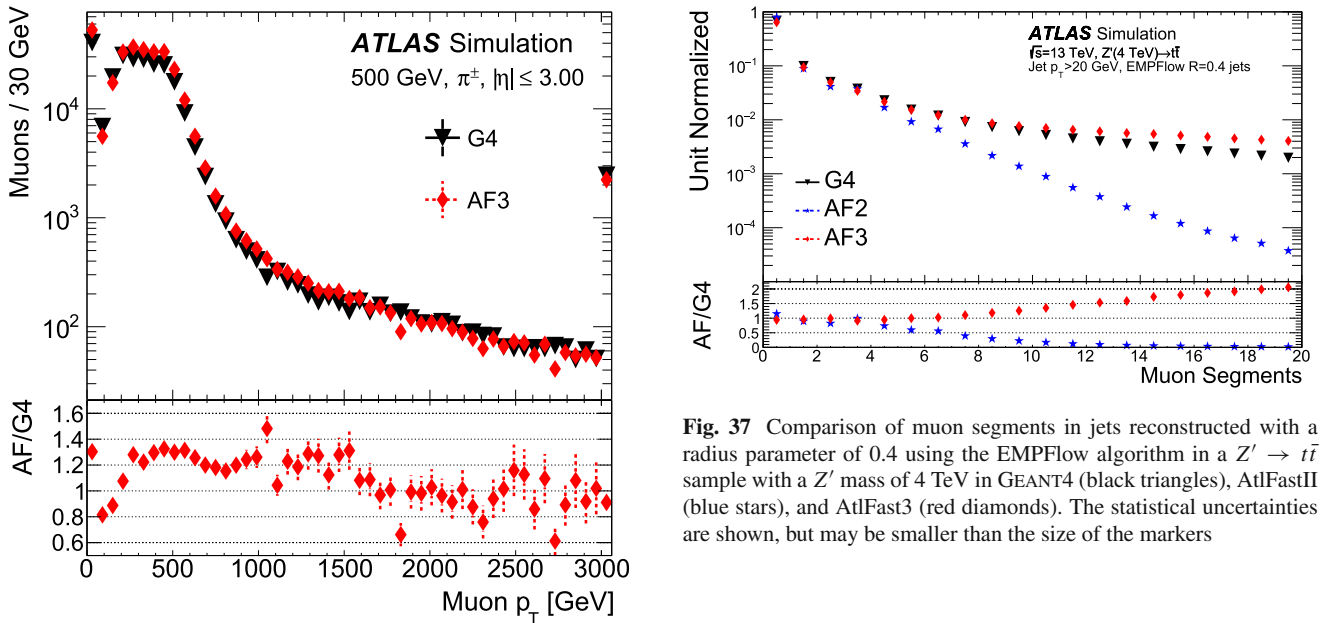 Muons / 30 GeV
10⁴
10³
10²
ATLAS Simulation
500 GeV, π±, |η| ≤ 3.00
G4
AF3
AF/G4
1.6
1.4
1.2
1
0.8
0.6
0 500 1000 1500 2000 2500 3000
Muon p_T [GeV]
Unit Normalized
1
10⁻¹
10⁻²
10⁻³
10⁻⁴
ATLAS Simulation
√s=13 TeV, Z'(4 TeV)→tt̄
Jet p_T>20 GeV, EMPFlow R=0.4 jets
G4
AF2
AF3
AF/G4
2
1.5
1
0.5
0
0 2 4 6 8 10 12 14 16 18 20
Muon Segments
Fig. 37 Comparison of muon segments in jets reconstructed with a
radius parameter of 0.4 using the EMPFlow algorithm in a Z′ → tt̄
sample with a Z′ mass of 4 TeV in GEANT4 (black triangles), AtlFastII
(blue stars), and AtlFast3 (red diamonds). The statistical uncertainties
are shown, but may be smaller than the size of the markers